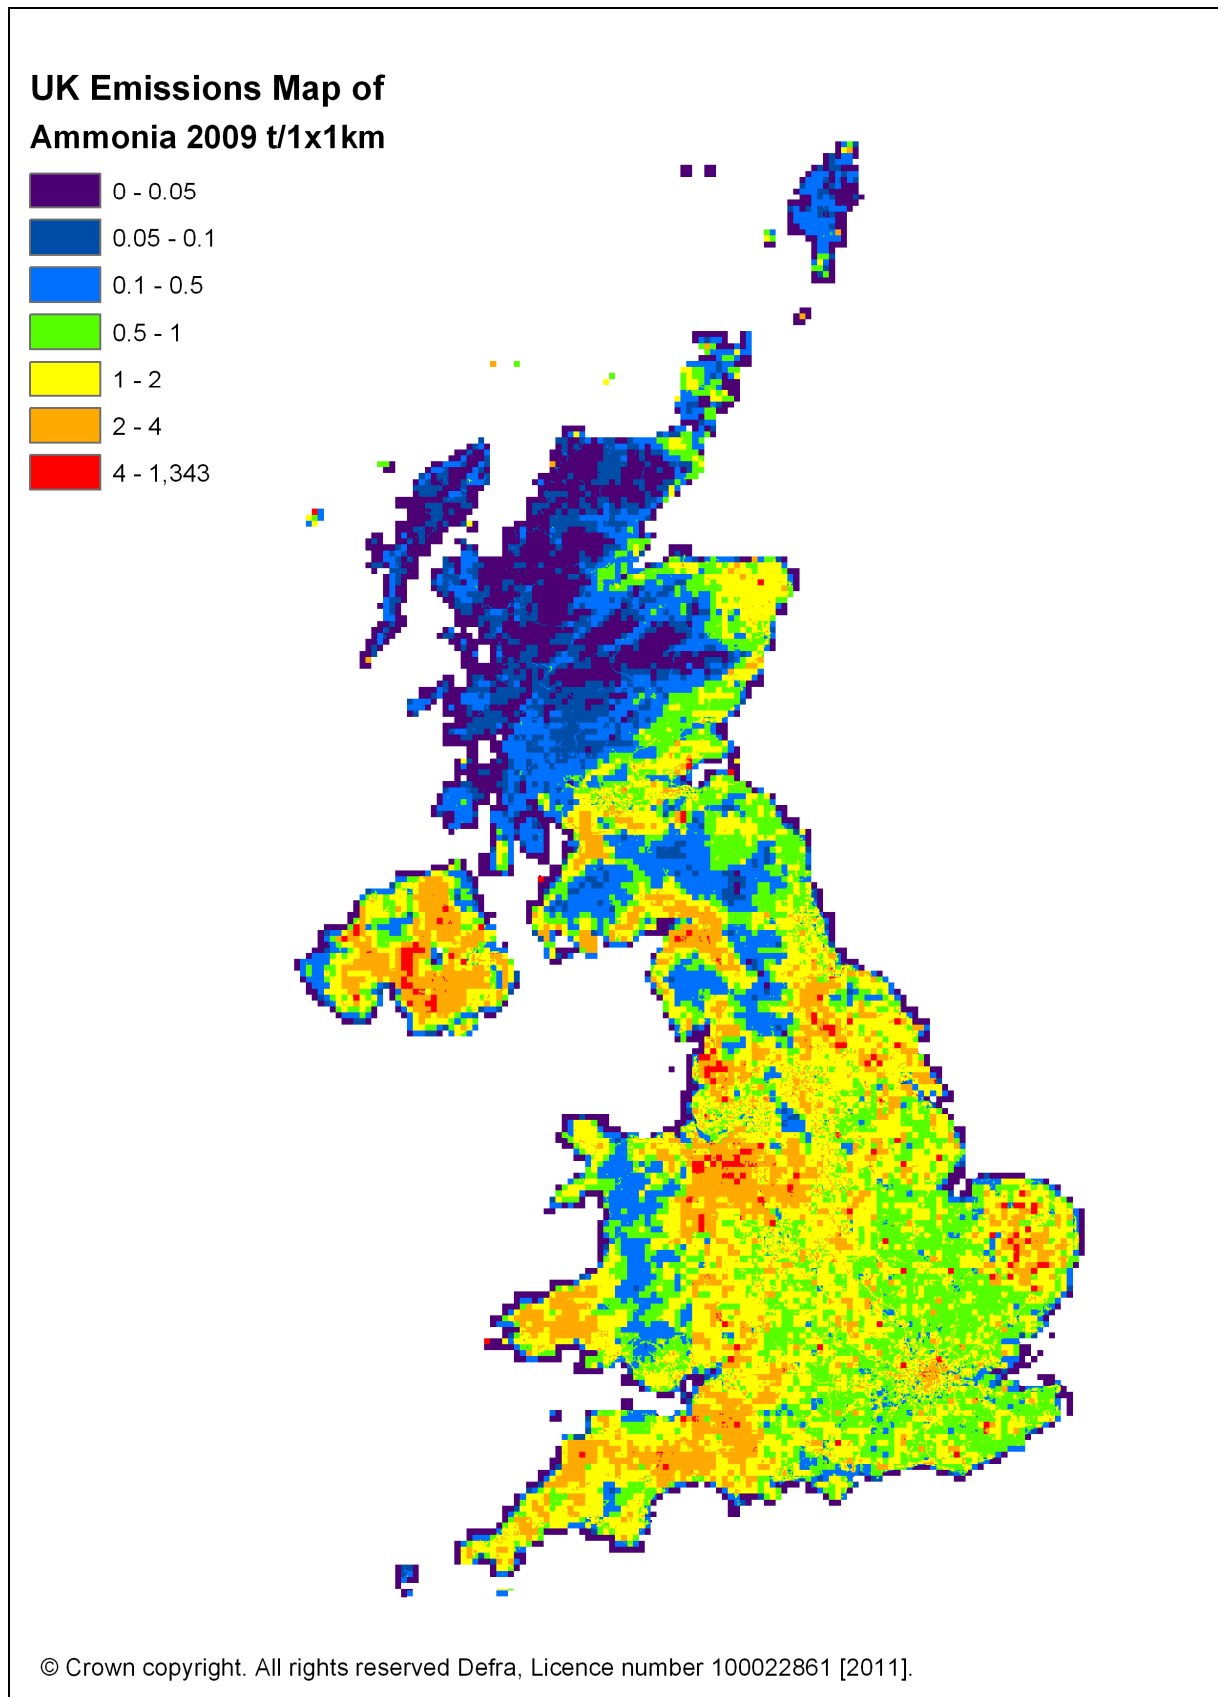 UK Emissions Map of
Ammonia 2009 t/1x1km
0 - 0.05
0.05 - 0.1
0.1 - 0.5
0.5 - 1
1 - 2
2 - 4
4 - 1,343
© Crown copyright. All rights reserved Defra, Licence number 100022861 [2011].